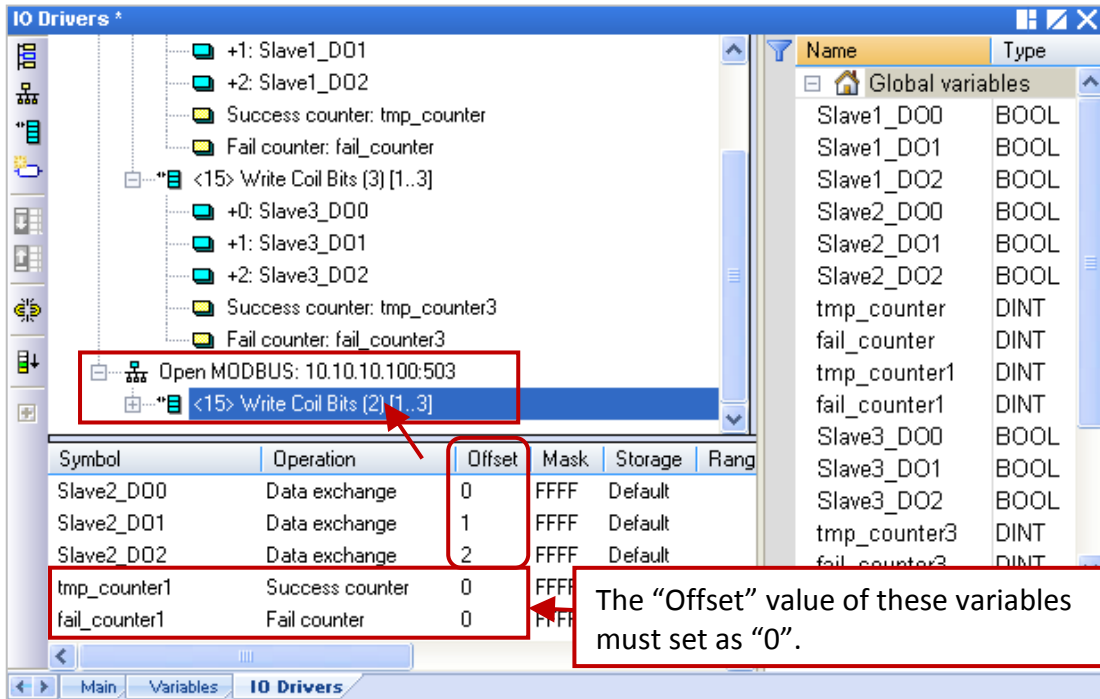 IO Drivers *
+1: Slave1_DO1
+2: Slave1_DO2
Success counter: tmp_counter
Fail counter: fail_counter
<15> Write Coil Bits (3) [1..3]
+0: Slave3_DO0
+1: Slave3_DO1
+2: Slave3_DO2
Success counter: tmp_counter3
Fail counter: fail_counter3
Open MODBUS: 10.10.10.100:503
<15> Write Coil Bits (2) [1..3]
Symbol Operation Offset Mask Storage Rang
Slave2_DO0 Data exchange 0 FFFF Default
Slave2_DO1 Data exchange 1 FFFF Default
Slave2_DO2 Data exchange 2 FFFF Default
tmp_counter1 Success counter 0 FFFF
fail_counter1 Fail counter 0 FFFF
Name Type
Global variables
Slave1_DO0 BOOL
Slave1_DO1 BOOL
Slave1_DO2 BOOL
Slave2_DO0 BOOL
Slave2_DO1 BOOL
Slave2_DO2 BOOL
tmp_counter DINT
fail_counter DINT
tmp_counter1 DINT
fail_counter1 DINT
Slave3_DO0 BOOL
Slave3_DO1 BOOL
Slave3_DO2 BOOL
tmp_counter3 DINT
fail_counter3 DINT
The “Offset” value of these variables
must set as “0”.
Main Variables IO Drivers